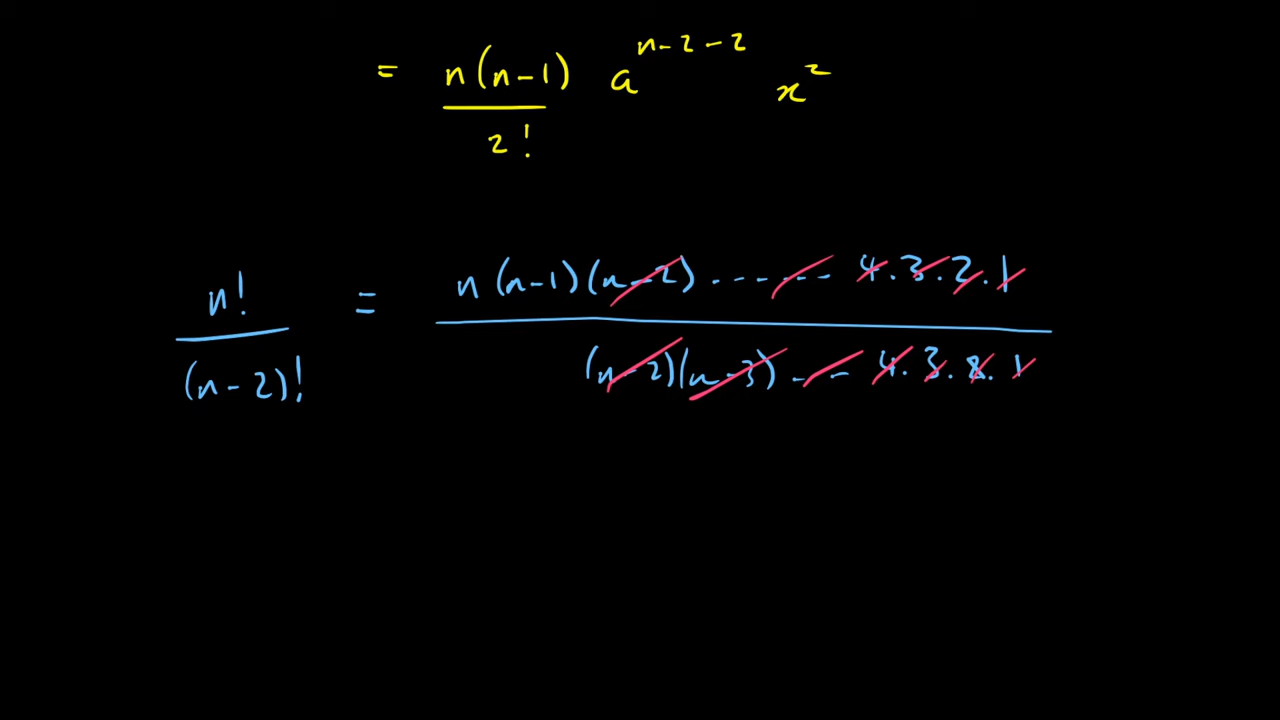 = n(n-1)/2! a^(n-2-2) x^2
n!/(n-2)! = n(n-1)(n-2) ------ 4.3.2.1/(n-2)(n-3) --- 4.3.2.1